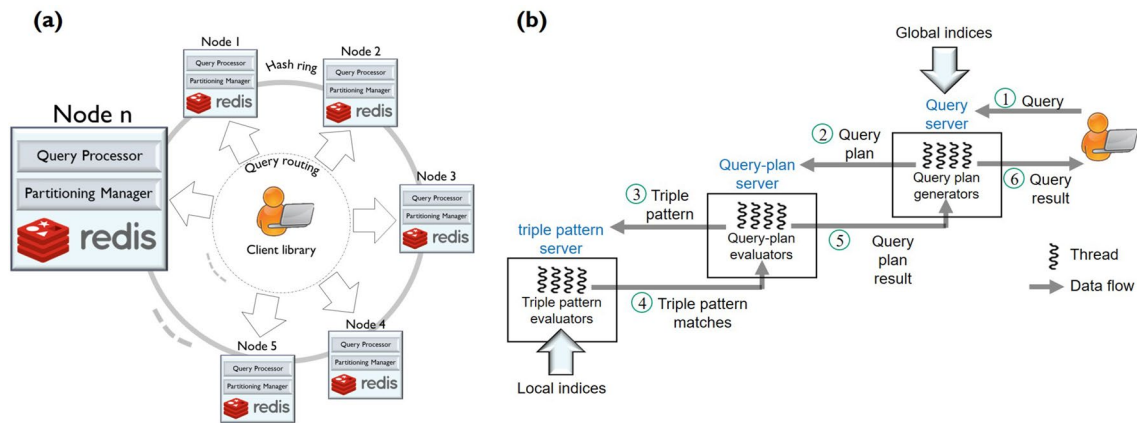 (a)
Node 1
Query Processor
Partitioning Manager
redis
Hash ring
Node 2
Query Processor
Partitioning Manager
redis
Node n
Query Processor
Partitioning Manager
redis
Query routing
Client library
Node 3
Query Processor
Partitioning Manager
redis
Node 4
Query Processor
Partitioning Manager
redis
Node 5
Query Processor
Partitioning Manager
redis
(b)
Global indices
Query
server
1 Query
2 Query
plan
Query plan
generators
6 Query
result
Query-plan
server
3 Triple
pattern
Query-plan
evaluators
5 Query
plan
result
triple pattern
server
Triple pattern
evaluators
4 Triple pattern
matches
Local indices
Thread
Data flow